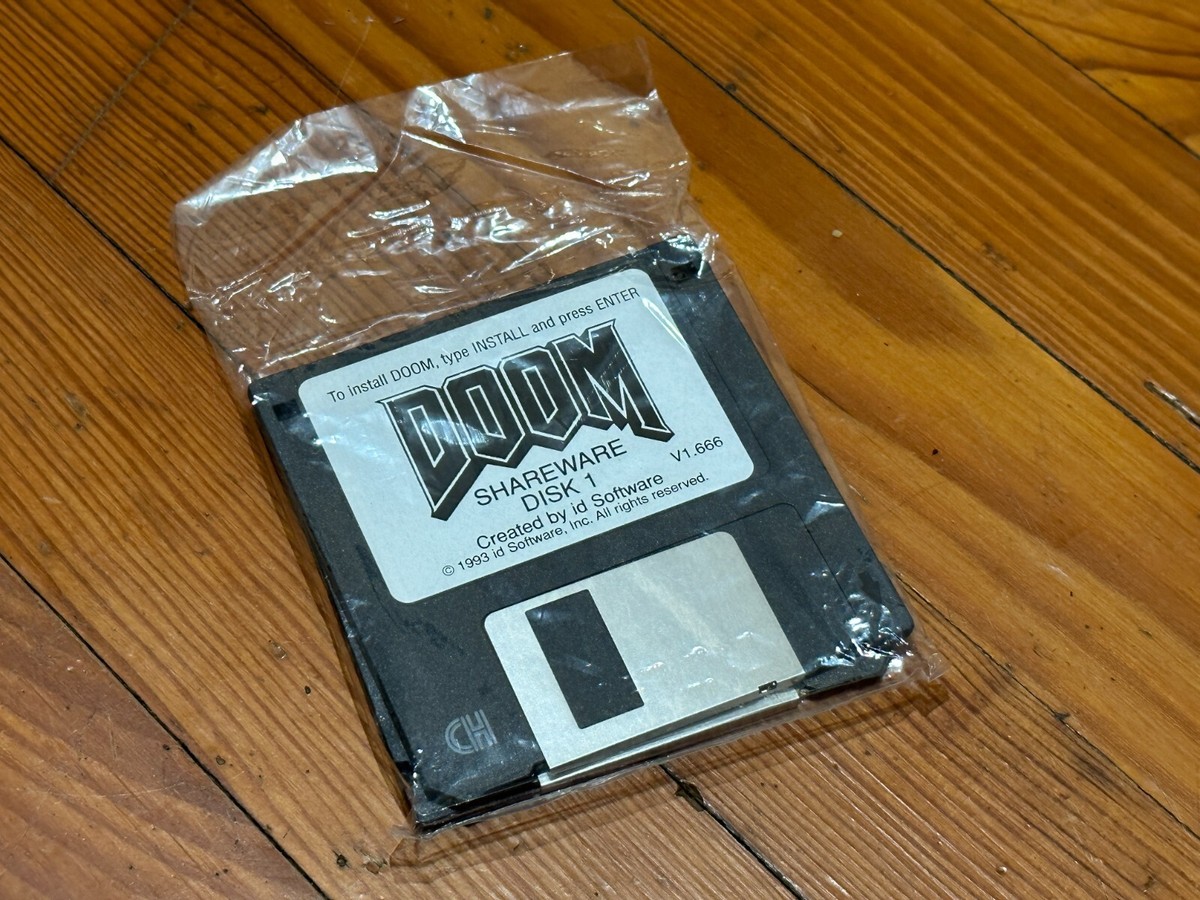 To install DOOM, type INSTALL and press ENTER
DOOM
SHAREWARE
DISK 1
V1.666
Created by id Software
© 1993 id Software, Inc. All rights reserved.
HD